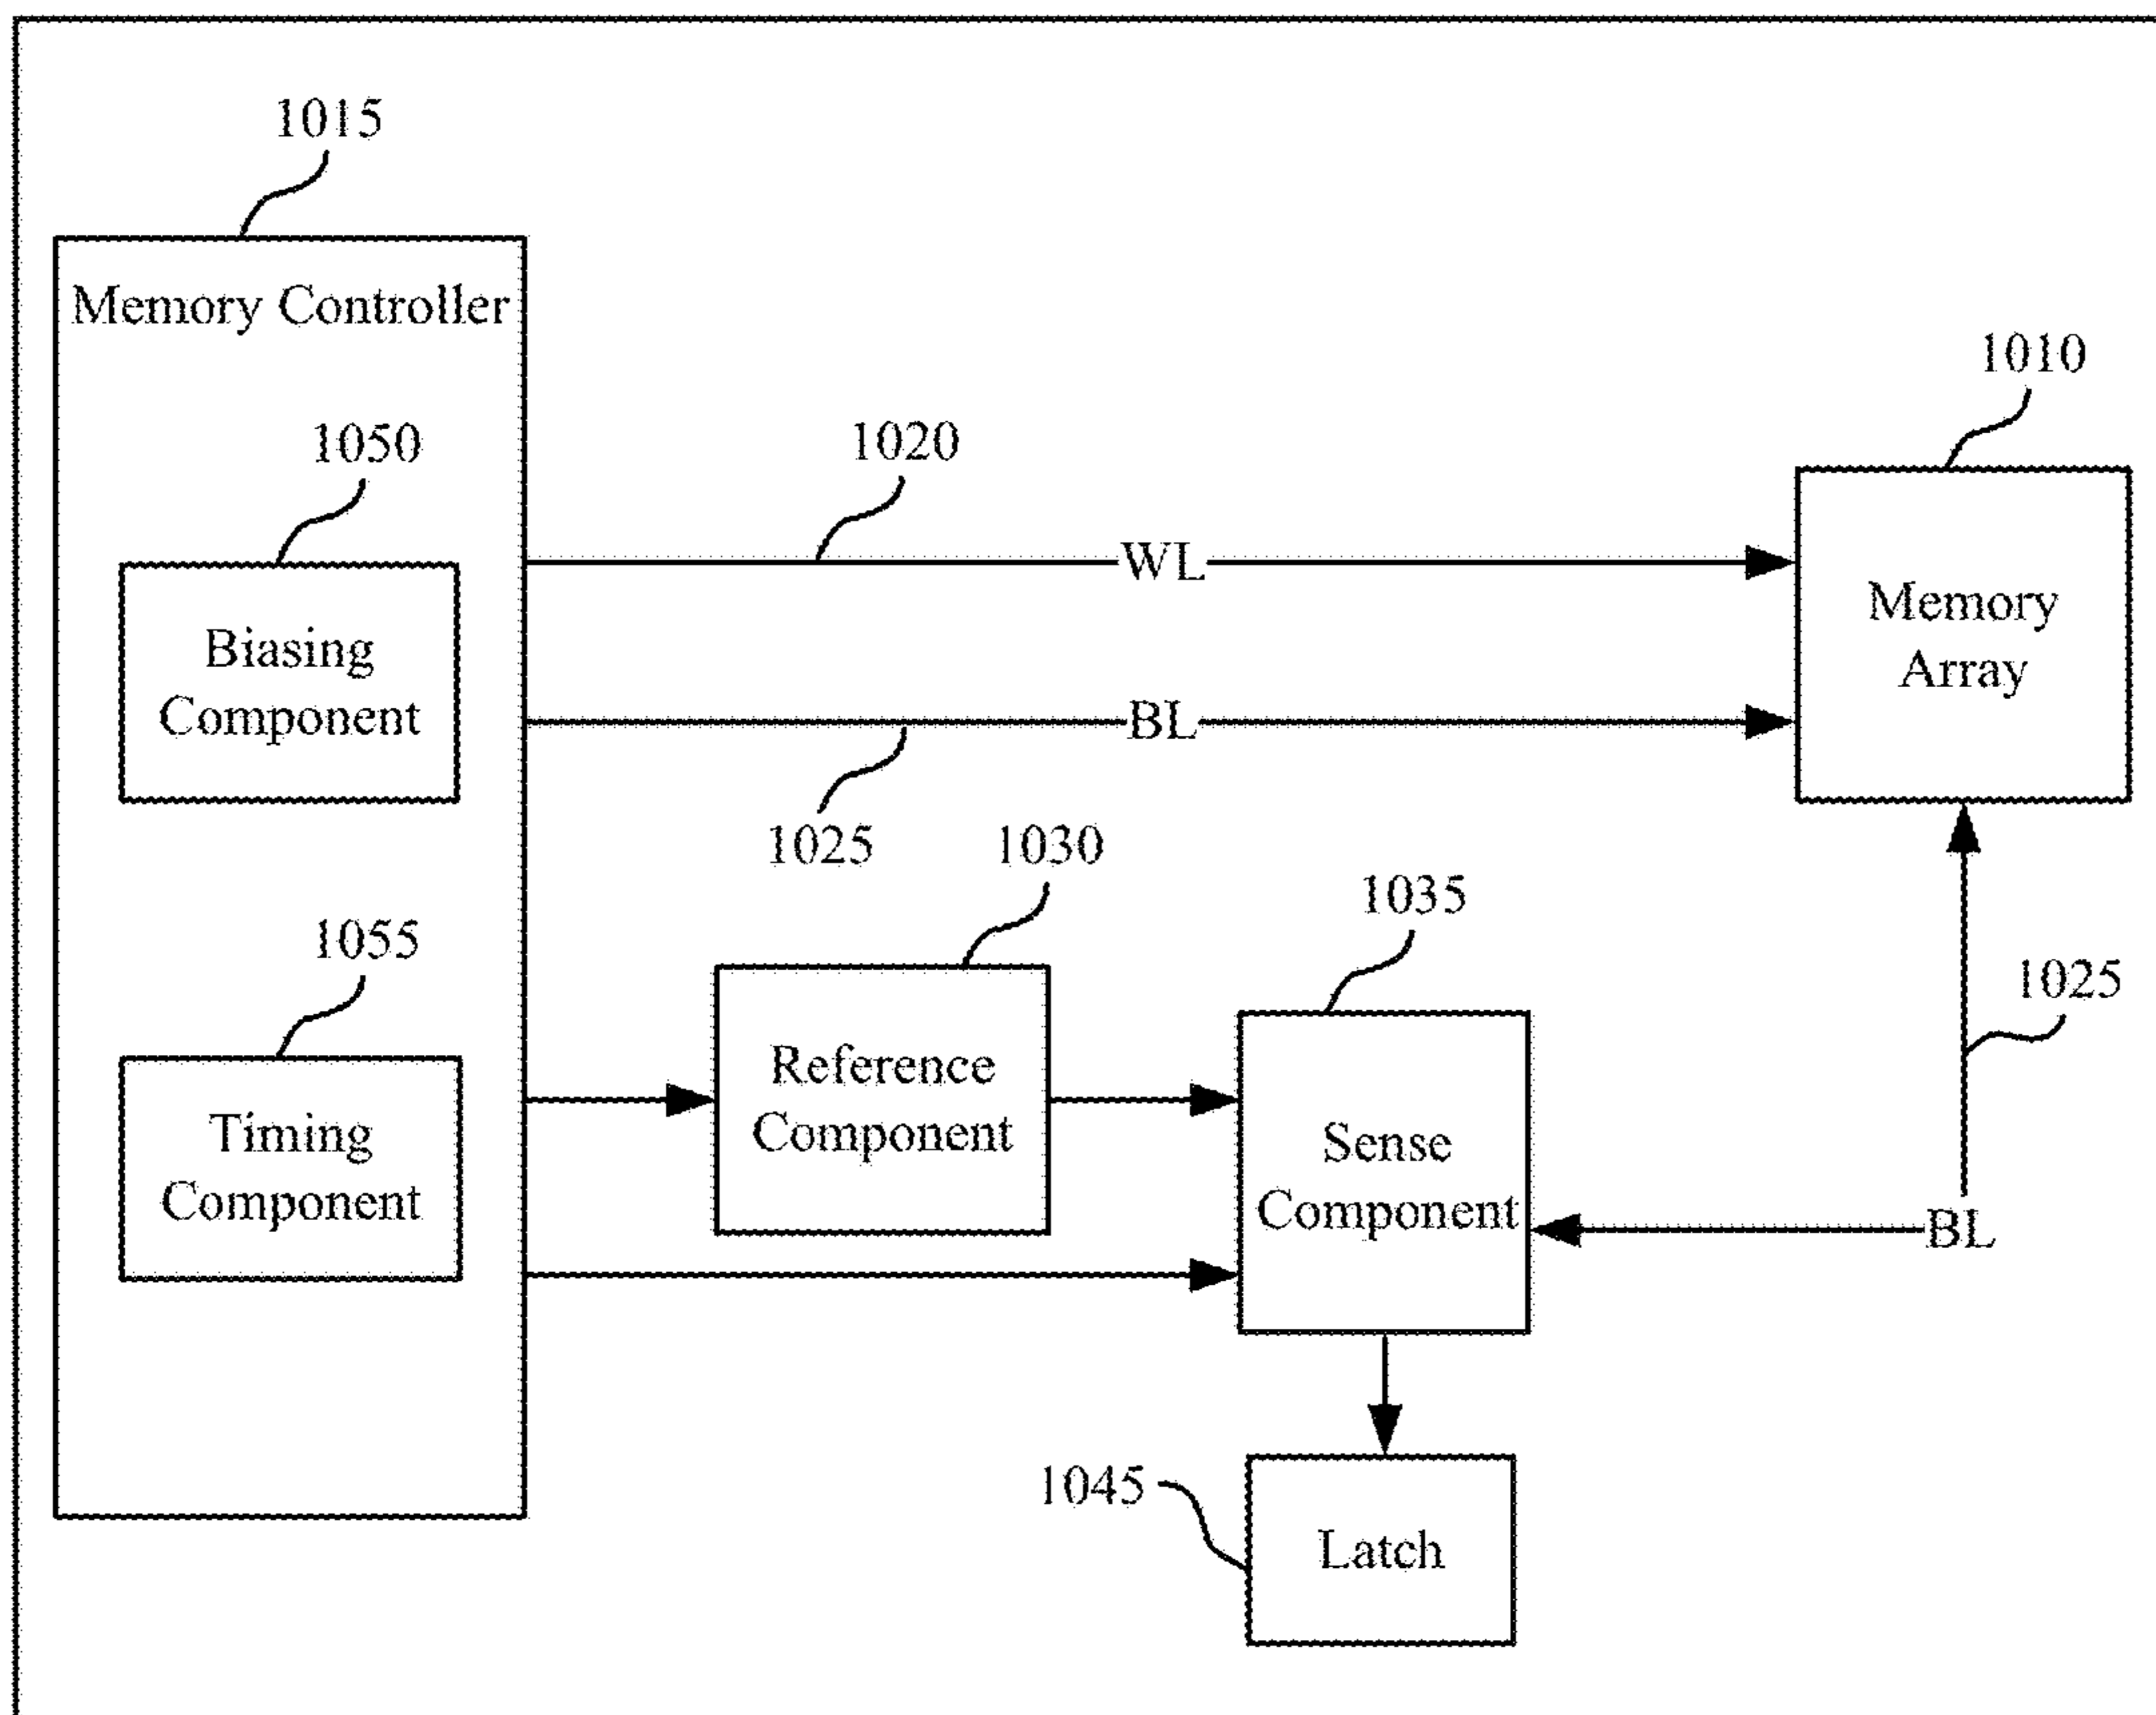 1015
Memory Controller
1010
1050
1020
WL
Memory
Array
Biasing
Component
BL
1025
1030
1035
1055
1025
Reference
Component
Timing
Component
Sense
Component
BL
1045
Latch